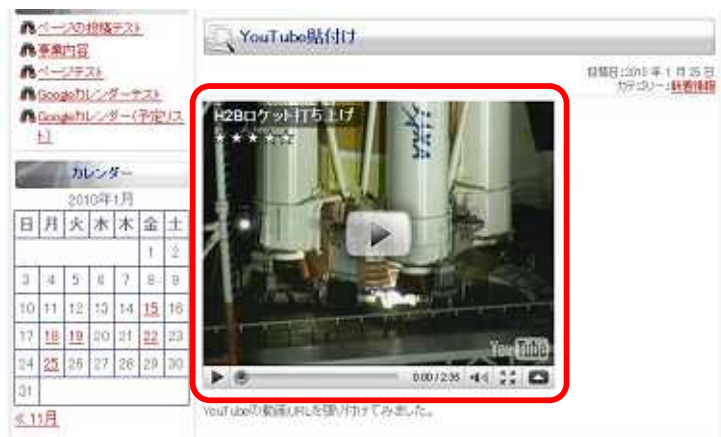 ページの投稿テスト
事業内容
ページテスト
Googleカレンダーテスト
Googleカレンダー(予定リス
ト)
カレンダー
2010年1月
日 月 火 水 木 金 土
1 2
3 4 5 6 7 8 9
10 11 12 13 14 15 16
17 18 19 20 21 22 23
24 25 26 27 28 29 30
31
≪ 11月
YouTube貼付け
投稿日:2010 年 1 月 25 日
カテゴリー:新着情報
H2Bロケット打ち上げ
YouTube
0:00 / 2:35
YouTubeの動画URLを張り付けてみました。